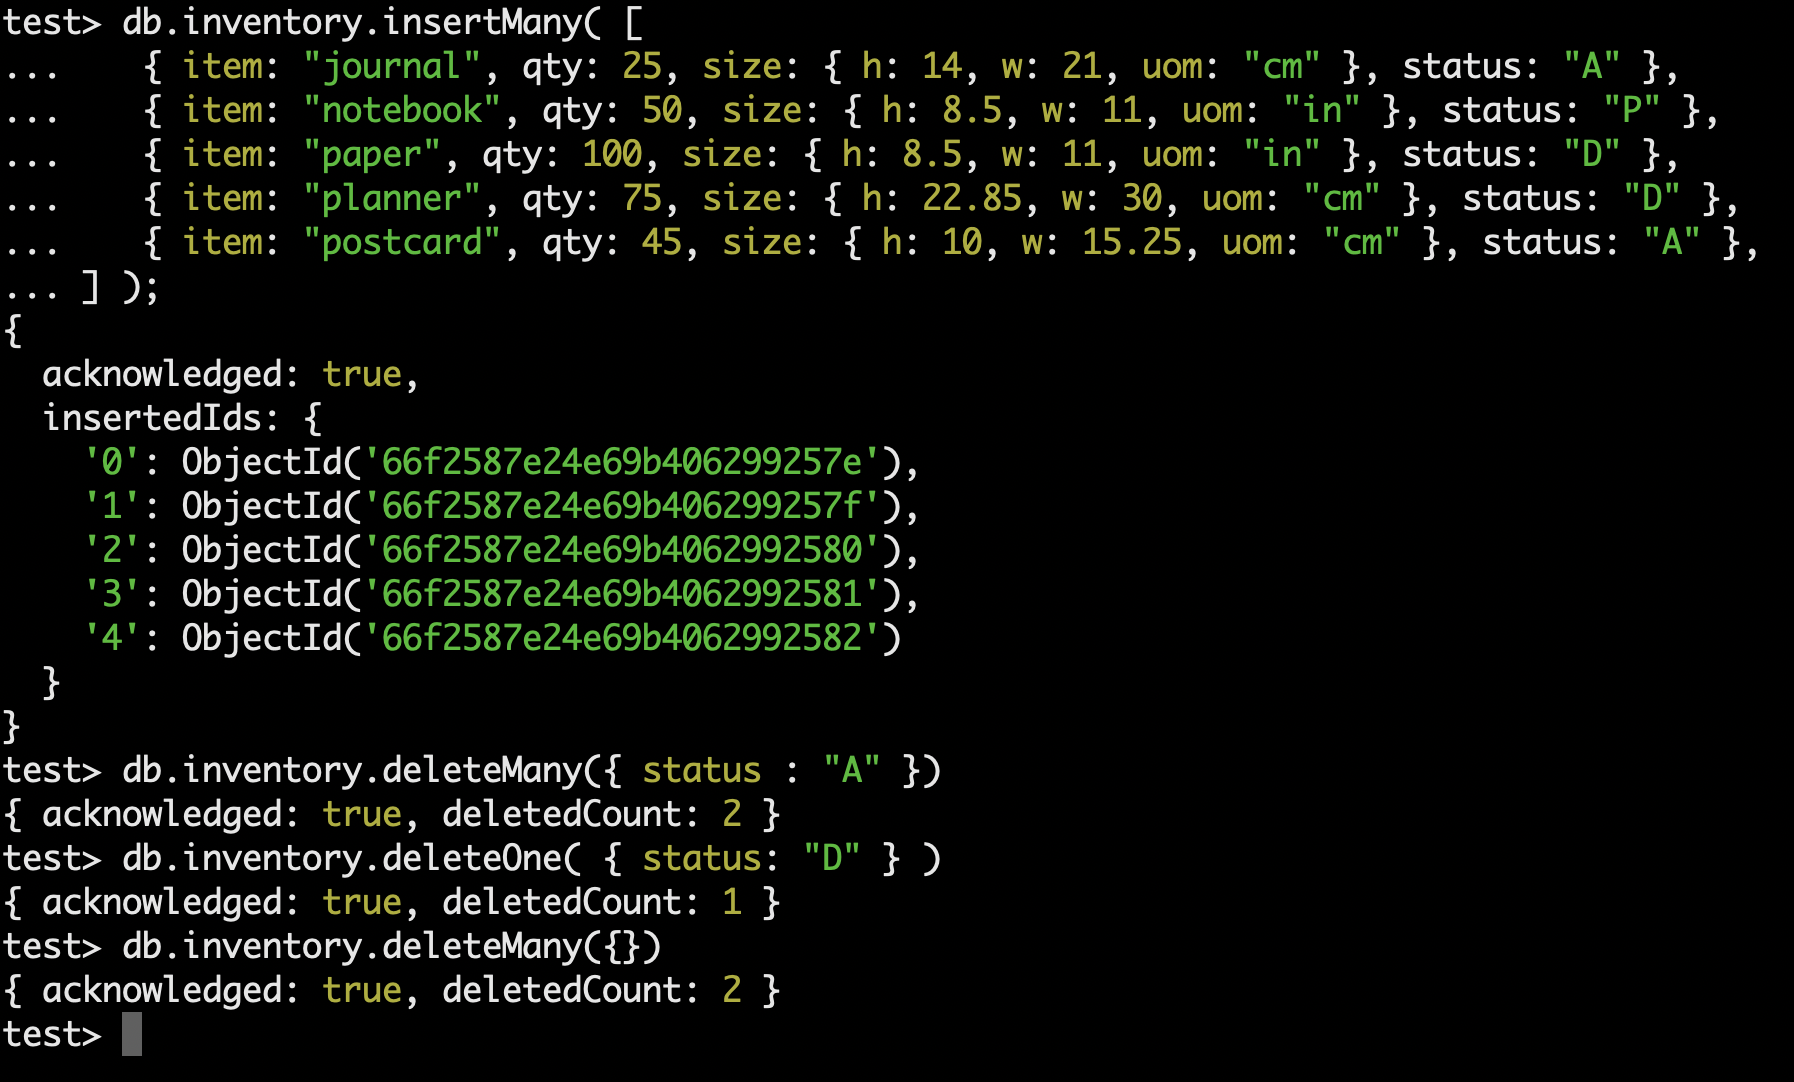 test> db.inventory.insertMany( [
...    { item: "journal", qty: 25, size: { h: 14, w: 21, uom: "cm" }, status: "A" },
...    { item: "notebook", qty: 50, size: { h: 8.5, w: 11, uom: "in" }, status: "P" },
...    { item: "paper", qty: 100, size: { h: 8.5, w: 11, uom: "in" }, status: "D" },
...    { item: "planner", qty: 75, size: { h: 22.85, w: 30, uom: "cm" }, status: "D" },
...    { item: "postcard", qty: 45, size: { h: 10, w: 15.25, uom: "cm" }, status: "A" },
... ] );
{
  acknowledged: true,
  insertedIds: {
    '0': ObjectId('66f2587e24e69b406299257e'),
    '1': ObjectId('66f2587e24e69b406299257f'),
    '2': ObjectId('66f2587e24e69b4062992580'),
    '3': ObjectId('66f2587e24e69b4062992581'),
    '4': ObjectId('66f2587e24e69b4062992582')
  }
}
test> db.inventory.deleteMany({ status : "A" })
{ acknowledged: true, deletedCount: 2 }
test> db.inventory.deleteOne( { status: "D" } )
{ acknowledged: true, deletedCount: 1 }
test> db.inventory.deleteMany({})
{ acknowledged: true, deletedCount: 2 }
test>